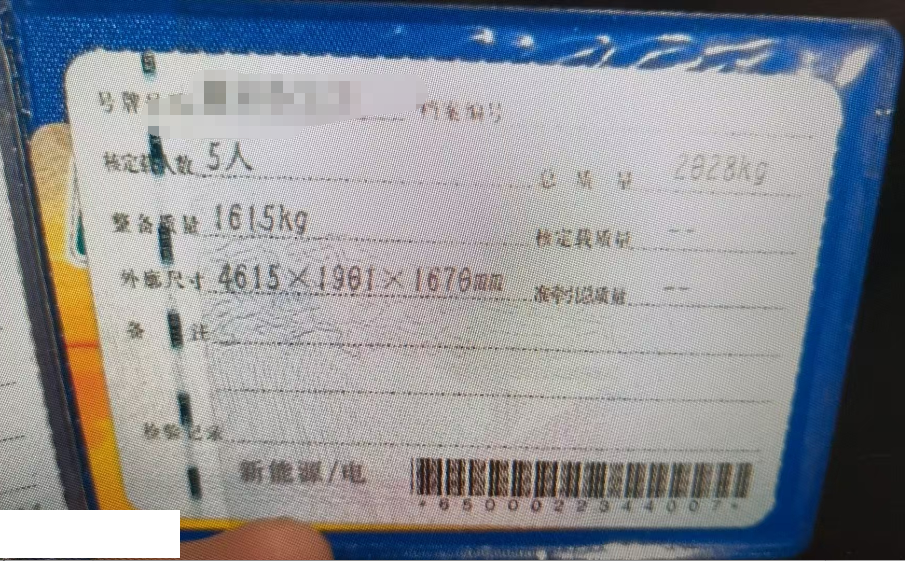 号牌号 档案编号
核定载人数 5人 总质量 2028kg
整备质量 1615kg 核定载质量 --
外廓尺寸 4615×1901×1670mm 准牵引总质量 --
备注
检验记录
新能源/电
*6500022344007*